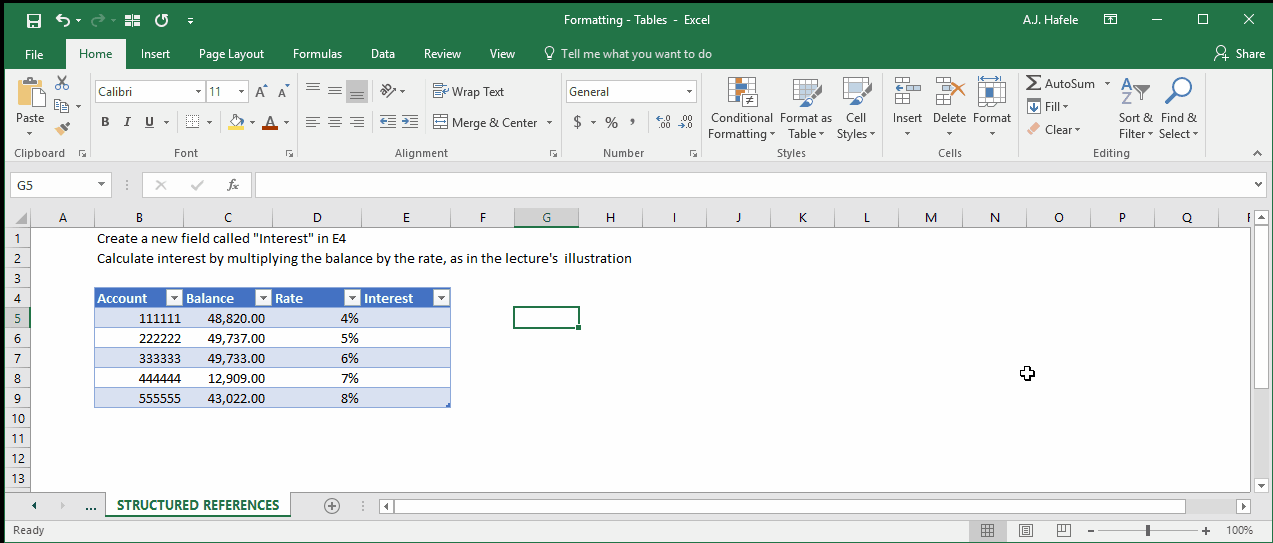 Formatting - Tables - Excel
A.J. Hafele
File Home Insert Page Layout Formulas Data Review View Tell me what you want to do Share
Paste
Calibri 11 A A
B I U A
Wrap Text
Merge & Center
General
$ % , .00 .00
Conditional Formatting
Format as Table
Cell Styles
Insert Delete Format
AutoSum
Fill
Clear
Sort & Filter
Find & Select
Clipboard Font Alignment Number Styles Cells Editing
G5 fx
A B C D E F G H I J K L M N O P Q
1 Create a new field called "Interest" in E4
2 Calculate interest by multiplying the balance by the rate, as in the lecture's illustration
3
4 Account Balance Rate Interest
5 111111 48,820.00 4%
6 222222 49,737.00 5%
7 333333 49,733.00 6%
8 444444 12,909.00 7%
9 555555 43,022.00 8%
10
11
12
13
... STRUCTURED REFERENCES
Ready 100%